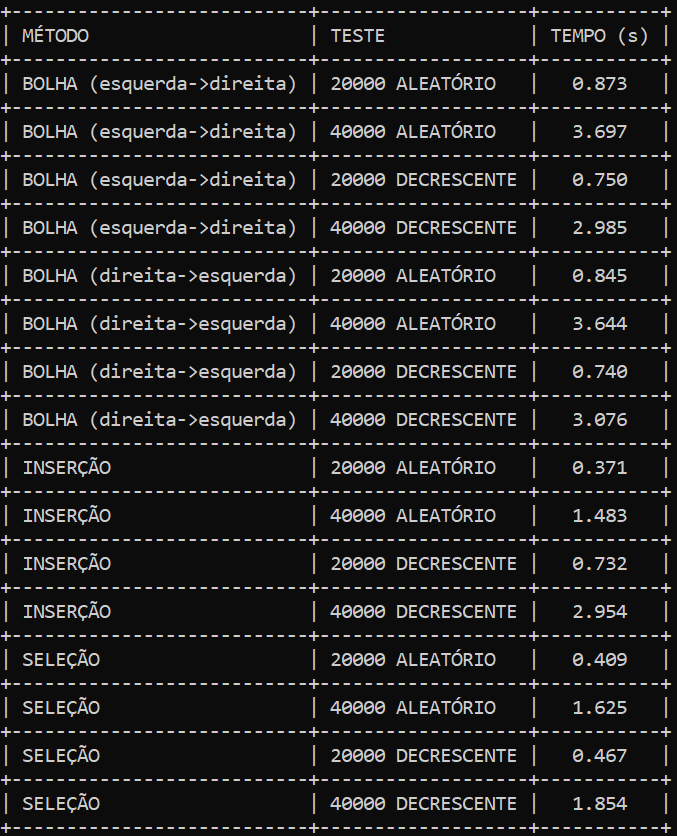 +---------------------------+-------------------+-----------+
| MÉTODO                    | TESTE             | TEMPO (s) |
+---------------------------+-------------------+-----------+
| BOLHA (esquerda->direita) | 20000 ALEATÓRIO   |   0.873   |
+---------------------------+-------------------+-----------+
| BOLHA (esquerda->direita) | 40000 ALEATÓRIO   |   3.697   |
+---------------------------+-------------------+-----------+
| BOLHA (esquerda->direita) | 20000 DECRESCENTE |   0.750   |
+---------------------------+-------------------+-----------+
| BOLHA (esquerda->direita) | 40000 DECRESCENTE |   2.985   |
+---------------------------+-------------------+-----------+
| BOLHA (direita->esquerda) | 20000 ALEATÓRIO   |   0.845   |
+---------------------------+-------------------+-----------+
| BOLHA (direita->esquerda) | 40000 ALEATÓRIO   |   3.644   |
+---------------------------+-------------------+-----------+
| BOLHA (direita->esquerda) | 20000 DECRESCENTE |   0.740   |
+---------------------------+-------------------+-----------+
| BOLHA (direita->esquerda) | 40000 DECRESCENTE |   3.076   |
+---------------------------+-------------------+-----------+
| INSERÇÃO                  | 20000 ALEATÓRIO   |   0.371   |
+---------------------------+-------------------+-----------+
| INSERÇÃO                  | 40000 ALEATÓRIO   |   1.483   |
+---------------------------+-------------------+-----------+
| INSERÇÃO                  | 20000 DECRESCENTE |   0.732   |
+---------------------------+-------------------+-----------+
| INSERÇÃO                  | 40000 DECRESCENTE |   2.954   |
+---------------------------+-------------------+-----------+
| SELEÇÃO                   | 20000 ALEATÓRIO   |   0.409   |
+---------------------------+-------------------+-----------+
| SELEÇÃO                   | 40000 ALEATÓRIO   |   1.625   |
+---------------------------+-------------------+-----------+
| SELEÇÃO                   | 20000 DECRESCENTE |   0.467   |
+---------------------------+-------------------+-----------+
| SELEÇÃO                   | 40000 DECRESCENTE |   1.854   |
+---------------------------+-------------------+-----------+